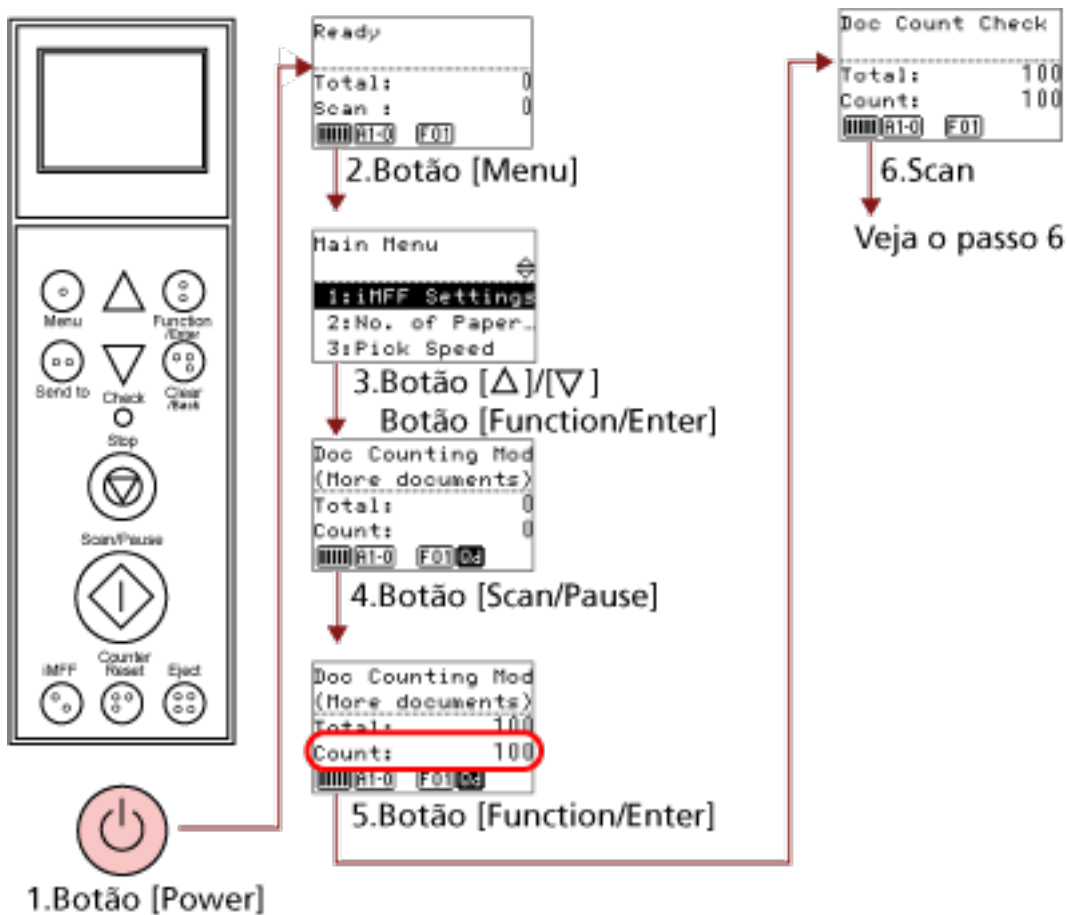 Menu
Function
/Enter
Send to
Check
Clear
/Back
Stop
Scan/Pause
iMFF
Counter
Reset
Eject
1.Botão [Power]
Ready
Total: 0
Scan : 0
A1-0 F01
2.Botão [Menu]
Main Menu
1:iMFF Settings
2:No. of Paper…
3:Pick Speed
3.Botão [△]/[▽]
Botão [Function/Enter]
Doc Counting Mod
(More documents)
Total: 0
Count: 0
A1-0 F01
4.Botão [Scan/Pause]
Doc Counting Mod
(More documents)
Total: 100
Count: 100
A1-0 F01
5.Botão [Function/Enter]
Doc Count Check
Total: 100
Count: 100
A1-0 F01
6.Scan
Veja o passo 6